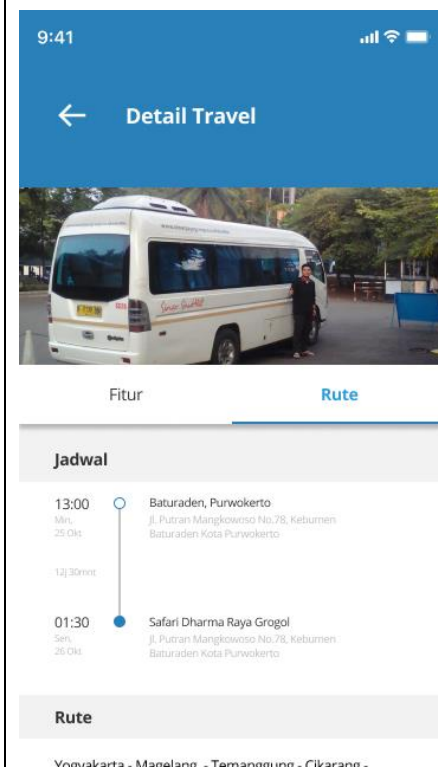 9:41
Detail Travel
Senior Shuttle
Fitur
Rute
Jadwal
13:00
Baturaden, Purwokerto
Min,
Jl. Putran Mangkowoso No.78, Kebumen
25 Okt
Baturaden Kota Purwokerto
12j 30mnt
01:30
Safari Dharma Raya Grogol
Sen,
Jl. Putran Mangkowoso No.78, Kebumen
26 Okt
Baturaden Kota Purwokerto
Rute
Yogyakarta - Magelang - Temanggung - Cikarang -